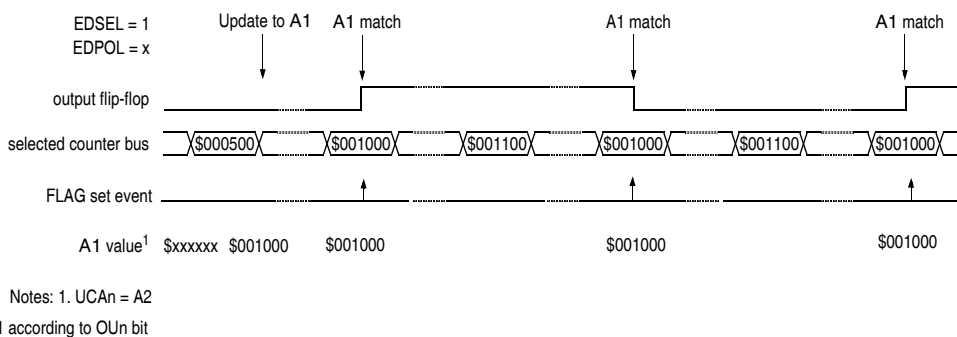 EDSEL = 1
EDPOL = x
Update to A1 A1 match A1 match A1 match
output flip-flop
selected counter bus $000500 $001000 $001100 $001000 $001100 $001000
FLAG set event
A1 value1 $xxxxxx $001000 $001000 $001000 $001000
Notes: 1. UCAn = A2
according to OUn bit